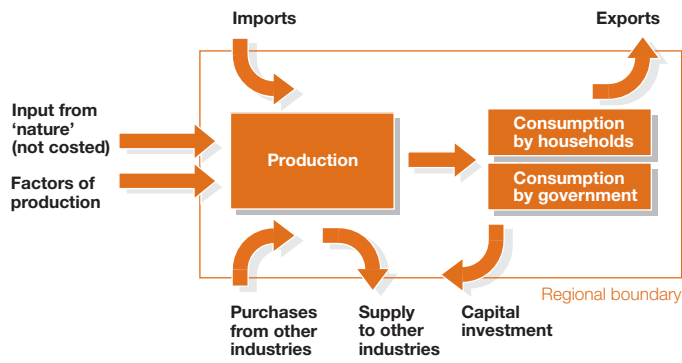 Imports
Exports
Input from
‘nature’
(not costed)
Factors of
production
Production
Consumption
by households
Consumption
by government
Regional boundary
Purchases
from other
industries
Supply
to other
industries
Capital
investment